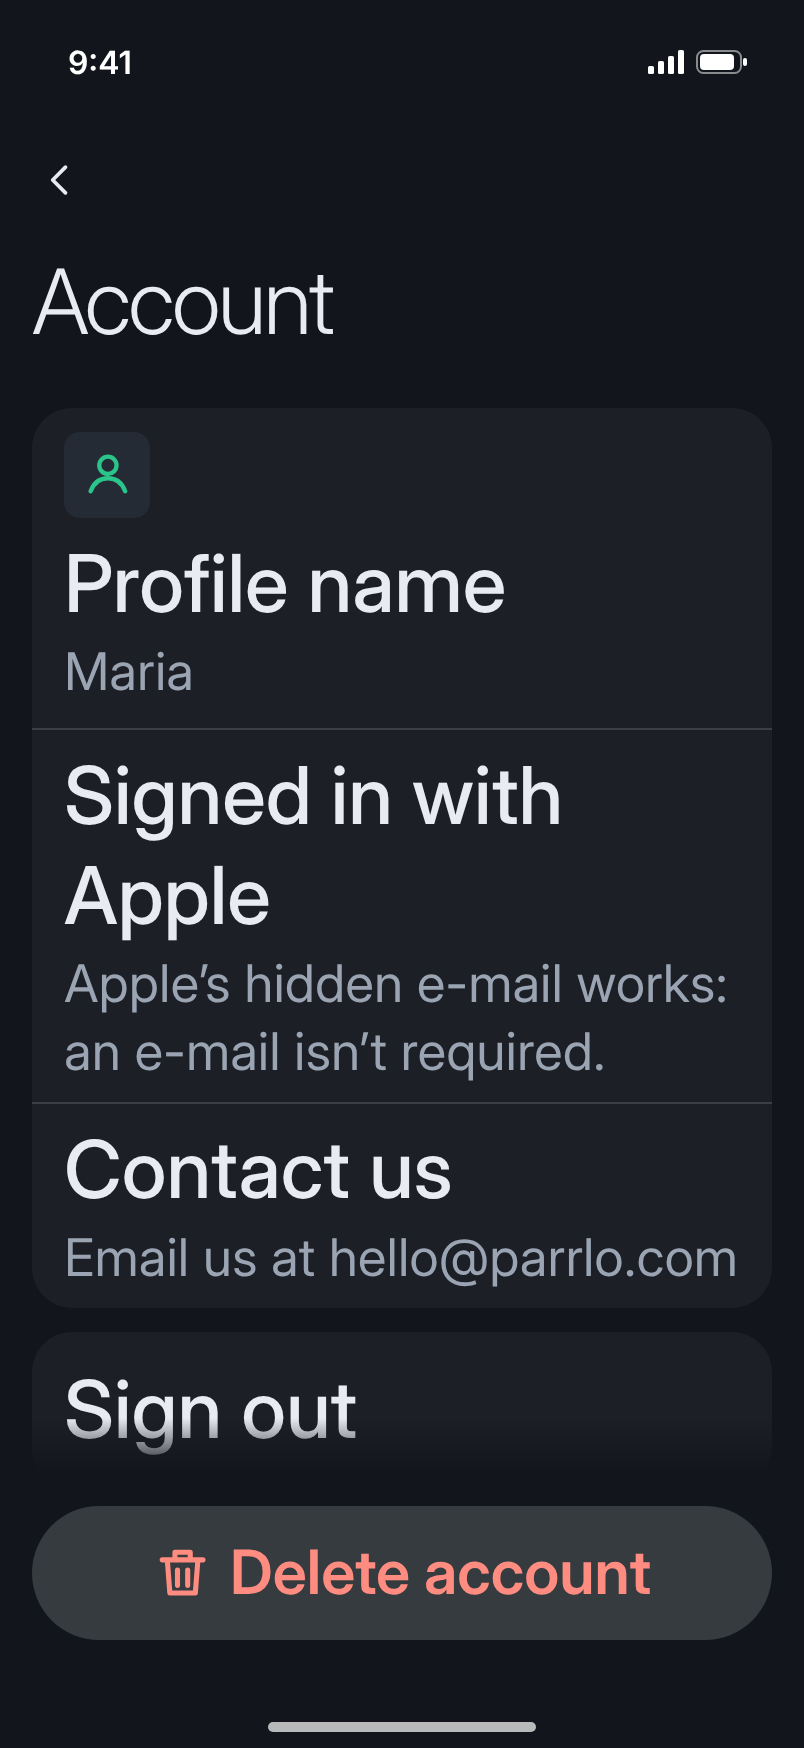 9:41
Account
Profile name
Maria
Signed in with
Apple
Apple’s hidden e-mail works:
an e-mail isn’t required.
Contact us
Email us at hello@parrlo.com
Sign out
Delete account